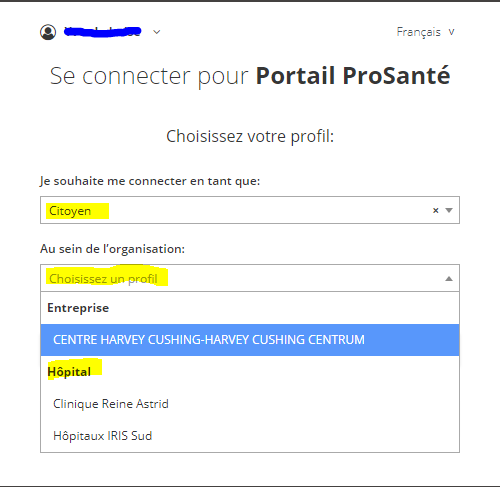 Français ∨
Se connecter pour Portail ProSanté
Choisissez votre profil:
Je souhaite me connecter en tant que:
Citoyen × ▼
Au sein de l'organisation:
Choisissez un profil ▲
Entreprise
CENTRE HARVEY CUSHING-HARVEY CUSHING CENTRUM
Hôpital
Clinique Reine Astrid
Hôpitaux IRIS Sud